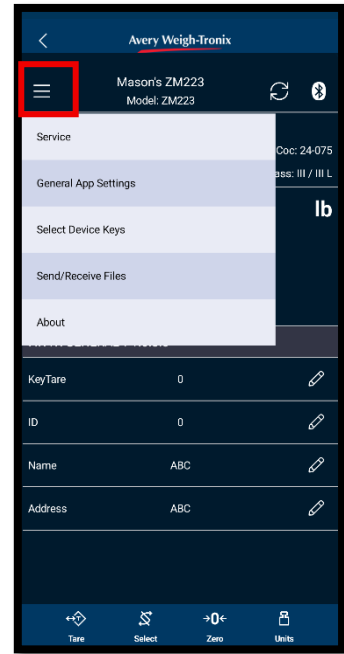 Avery Weigh-Tronix
Mason's ZM223
Model: ZM223
Service
Coc: 24-075
General App Settings
ass: III / III L
Select Device Keys
lb
Send/Receive Files
About
KeyTare 0
ID 0
Name ABC
Address ABC
T
→0←
Tare Select Zero Units